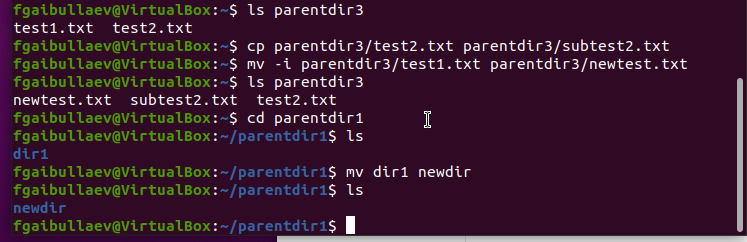 fgaibullaev@VirtualBox:~$ ls parentdir3
test1.txt  test2.txt
fgaibullaev@VirtualBox:~$ cp parentdir3/test2.txt parentdir3/subtest2.txt
fgaibullaev@VirtualBox:~$ mv -i parentdir3/test1.txt parentdir3/newtest.txt
fgaibullaev@VirtualBox:~$ ls parentdir3
newtest.txt  subtest2.txt  test2.txt
fgaibullaev@VirtualBox:~$ cd parentdir1
fgaibullaev@VirtualBox:~/parentdir1$ ls
dir1
fgaibullaev@VirtualBox:~/parentdir1$ mv dir1 newdir
fgaibullaev@VirtualBox:~/parentdir1$ ls
newdir
fgaibullaev@VirtualBox:~/parentdir1$